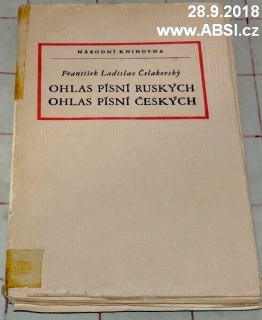 28.9.2018
www.ABSI.cz
NÁRODNÍ KNIHOVNA
František Ladislav Čelakovský
OHLAS PÍSNÍ RUSKÝCH
OHLAS PÍSNÍ ČESKÝCH